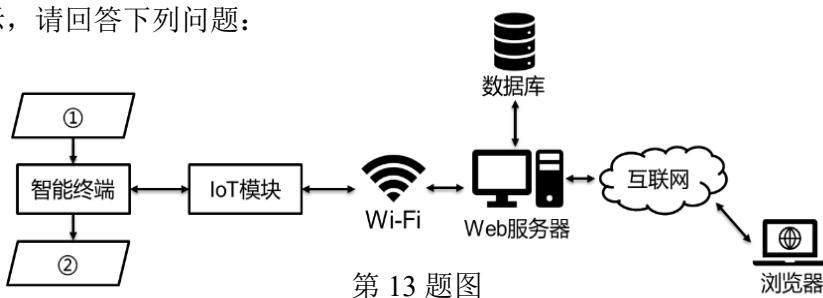 ，请回答下列问题：
数据库
①
智能终端
IoT模块
互联网
Wi-Fi
Web服务器
②
第 13 题图
浏览器